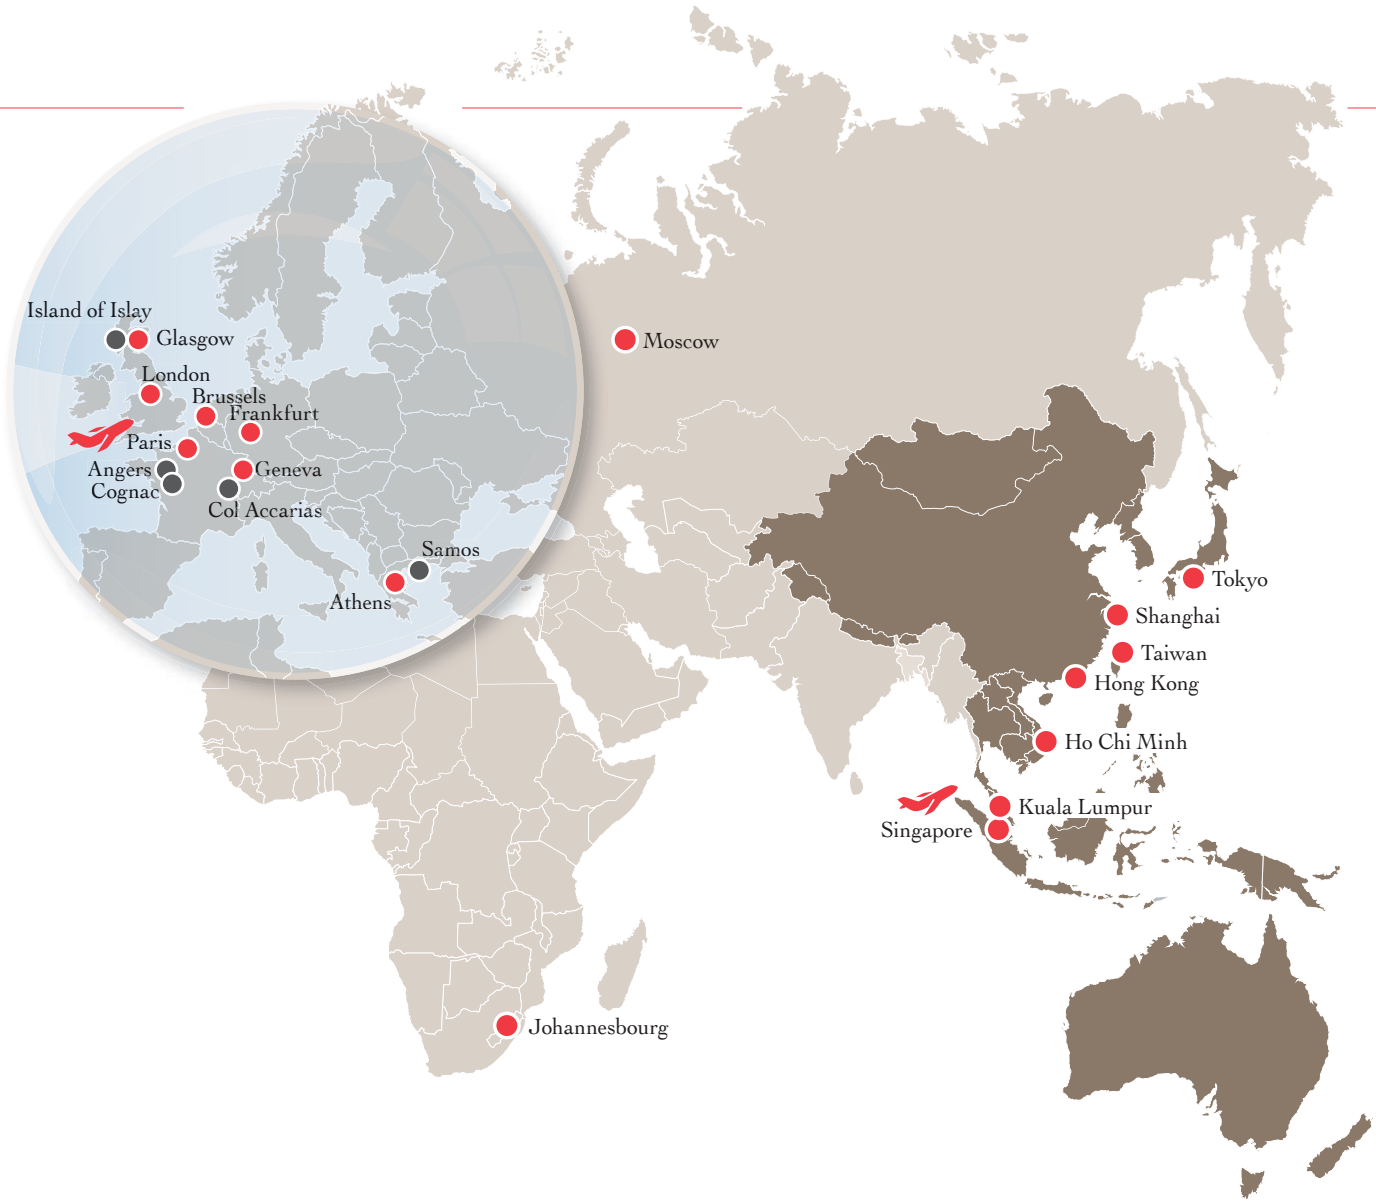 Island of Islay
Glasgow
London
Brussels
Frankfurt
Paris
Angers
Geneva
Cognac
Col Accarias
Samos
Athens
Moscow
Tokyo
Shanghai
Taiwan
Hong Kong
Ho Chi Minh
Kuala Lumpur
Singapore
Johannesbourg